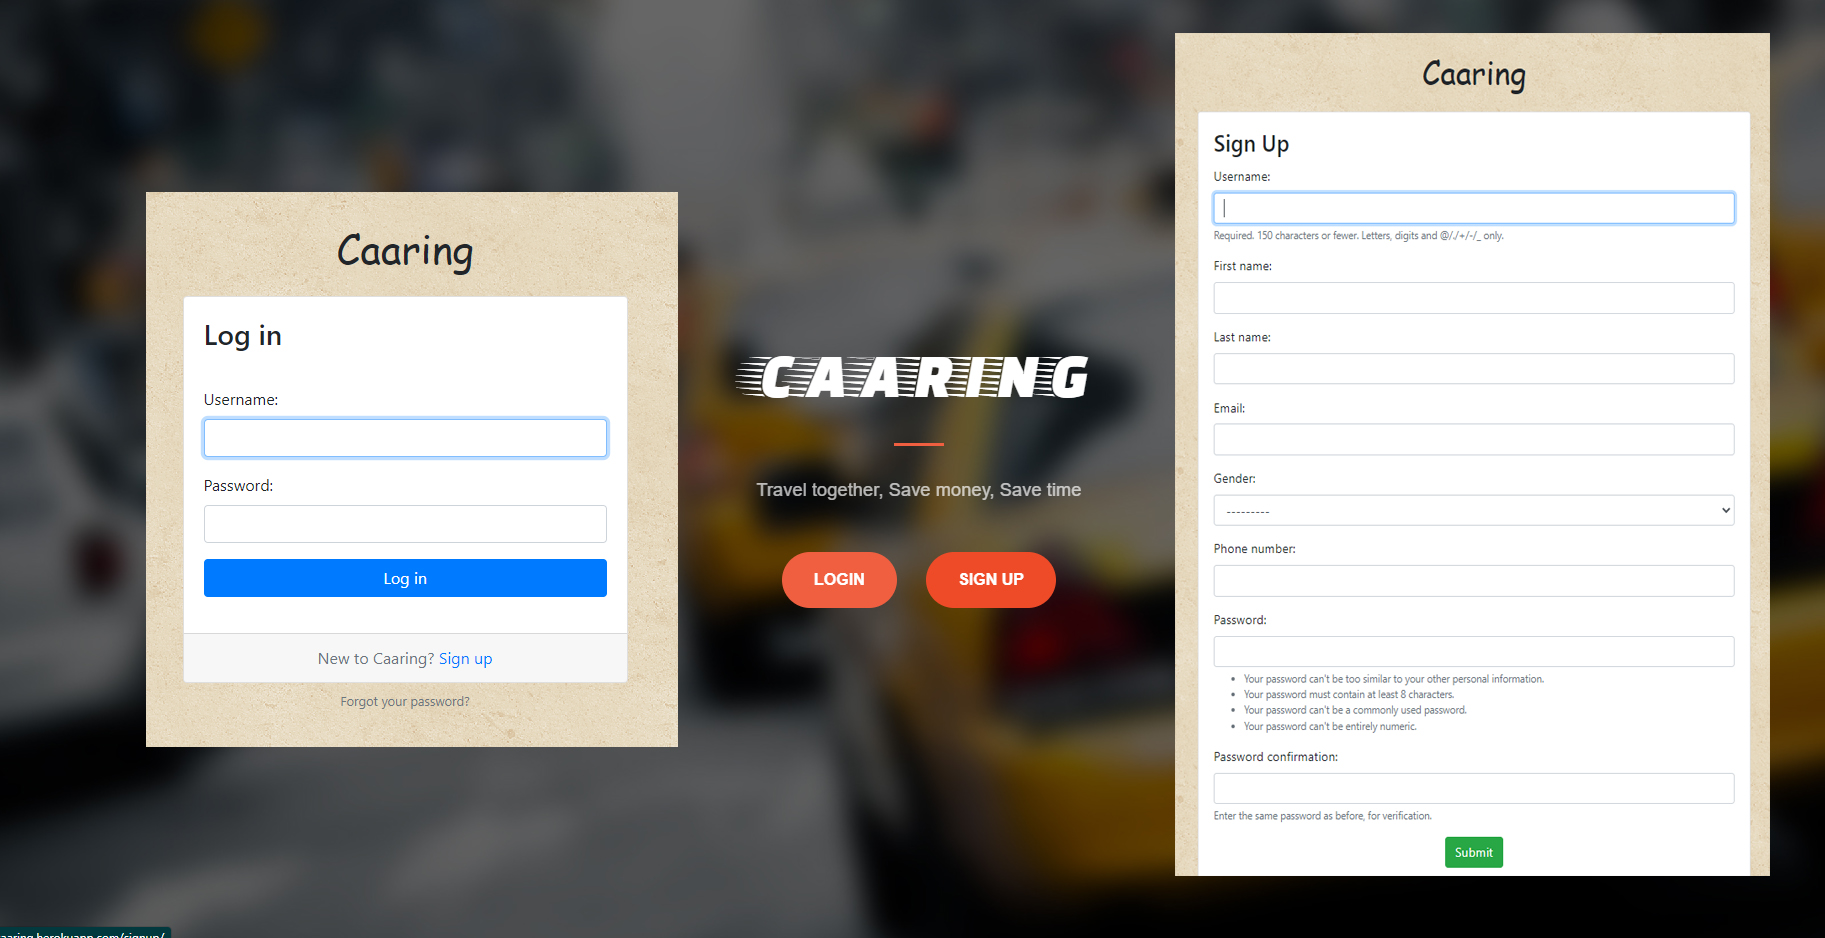 Caaring
Log in
Username:
Password:
Log in
New to Caaring? Sign up
Forgot your password?
CAARING
Travel together, Save money, Save time
LOGIN
SIGN UP
Caaring
Sign Up
Username:
Required. 150 characters or fewer. Letters, digits and @/./+/-/_ only.
First name:
Last name:
Email:
Gender:
---------
Phone number:
Password:
Your password can't be too similar to your other personal information.
Your password must contain at least 8 characters.
Your password can't be a commonly used password.
Your password can't be entirely numeric.
Password confirmation:
Enter the same password as before, for verification.
Submit
aaring.herokuapp.com/signup/